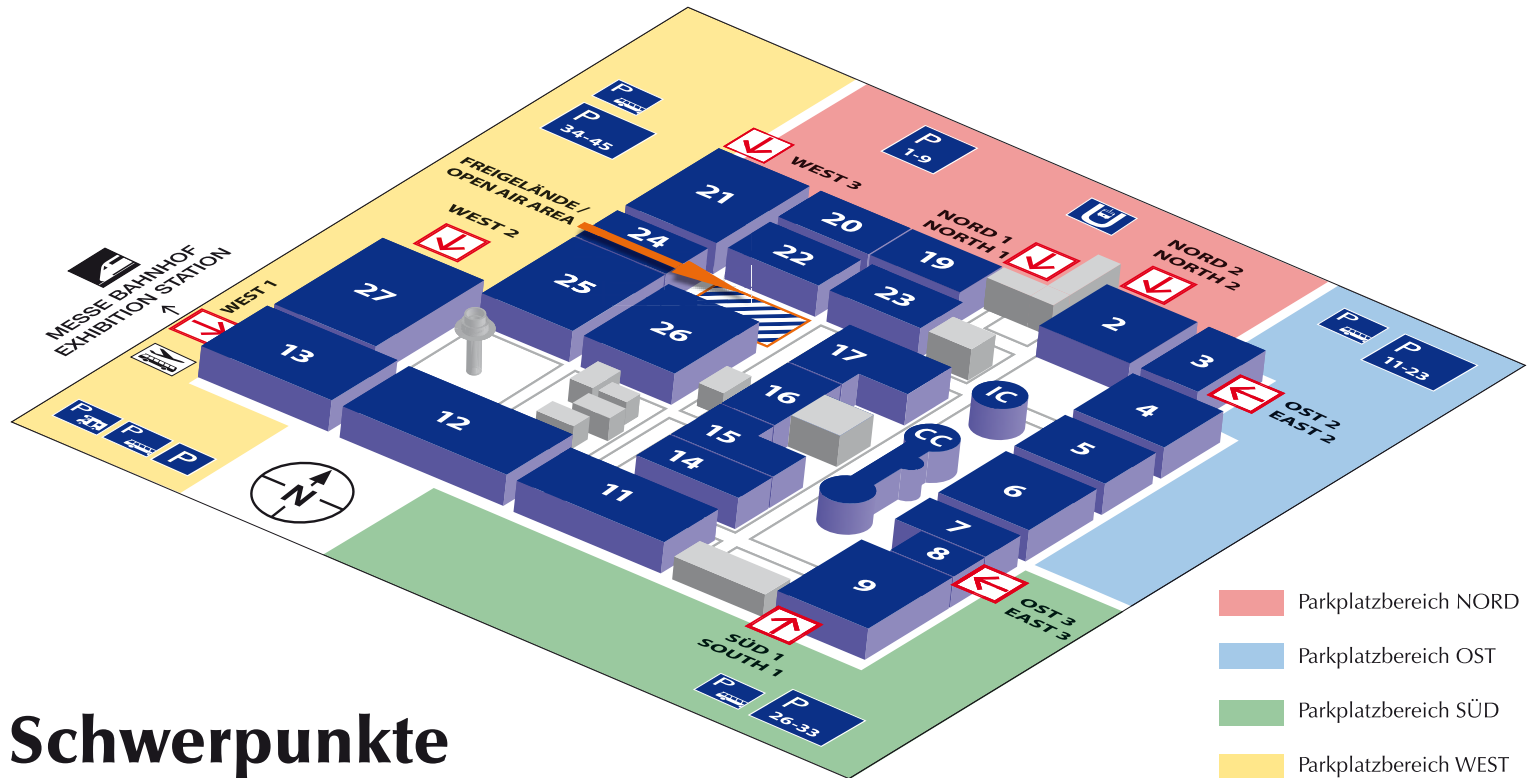 P
P
34-45
P
1-9
WEST 3
FREIGELÄNDE/
OPEN AIR AREA
WEST 2
NORD 1
NORTH 1
U
NORD 2
NORTH 2
MESSE BAHNHOF
EXHIBITION STATION
WEST 1
21
20
24
22
19
25
23
27
26
2
3
13
17
16
12
15
14
11
IC
CC
4
5
6
7
8
9
P
P
11-23
OST 2
EAST 2
P
P
P
N
OST 3
EAST 3
SÜD 1
SOUTH 1
P
P
26-33
Parkplatzbereich NORD
Parkplatzbereich OST
Parkplatzbereich SÜD
Parkplatzbereich WEST
Schwerpunkte